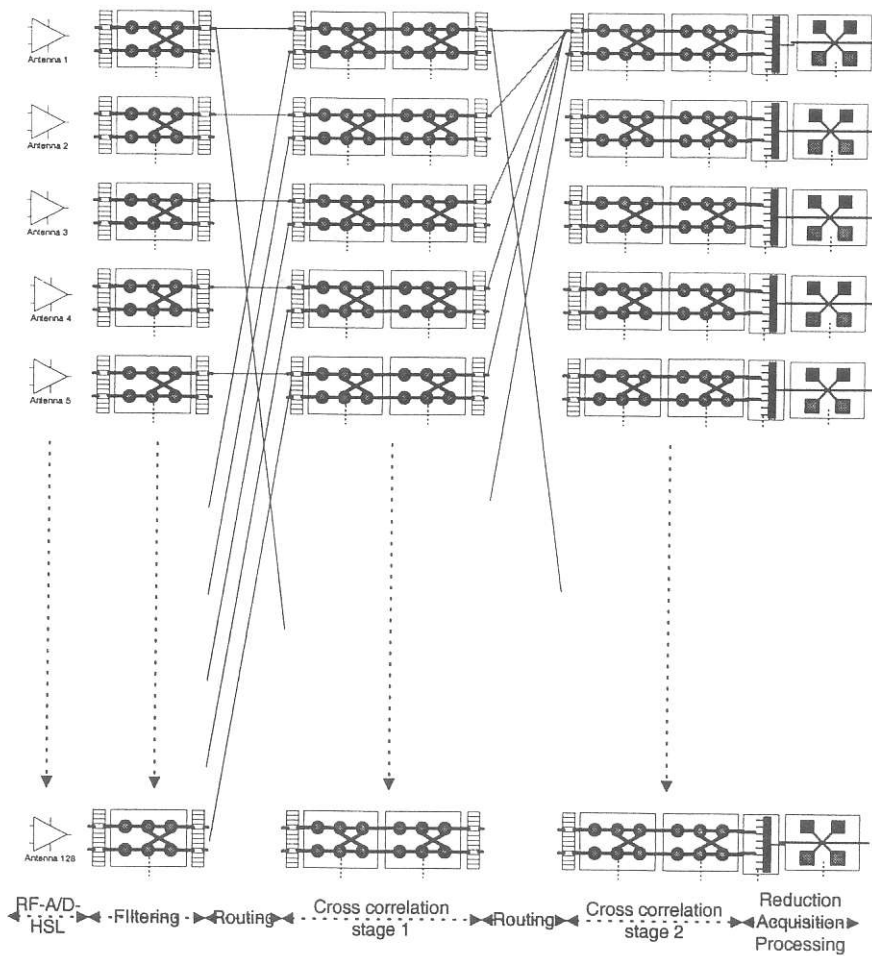 Antenna 1
Antenna 2
Antenna 3
Antenna 4
Antenna 5
Antenna 128
RF-A/D-
HSL
Filtering
Routing
Cross correlation
stage 1
Routing
Cross correlation
stage 2
Reduction
Acquisition
Processing